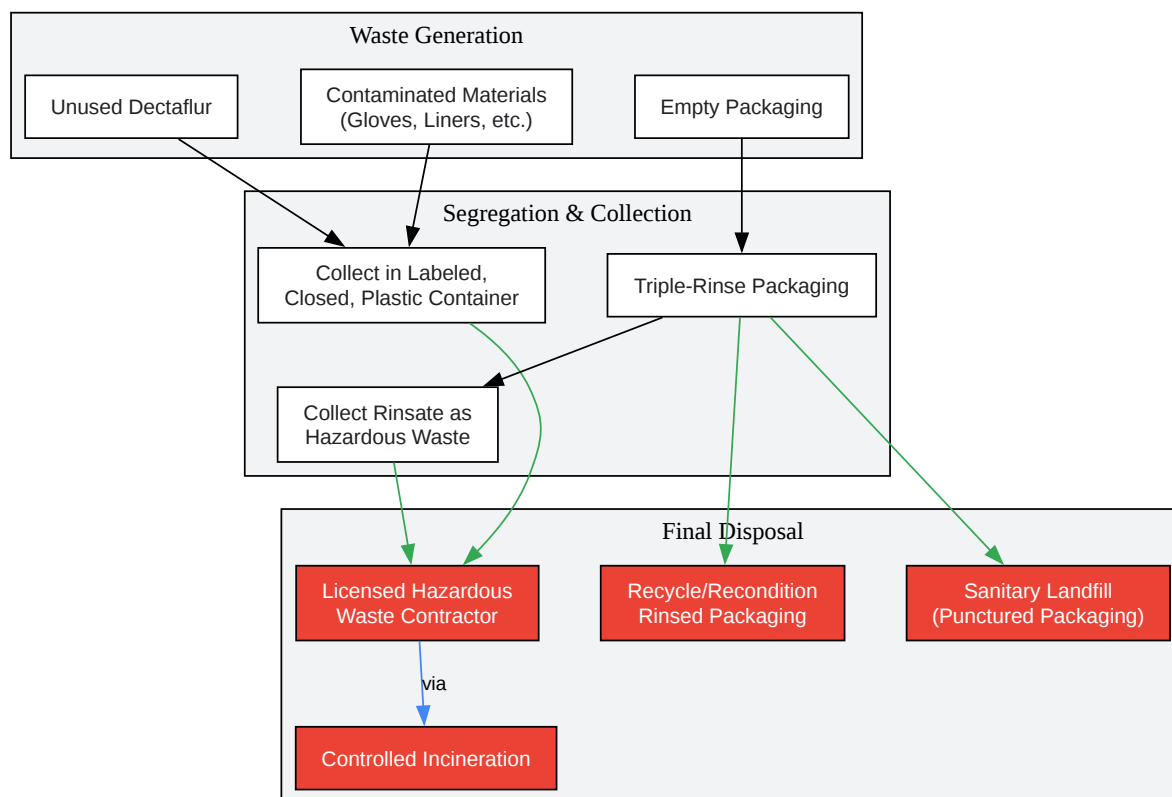 Waste Generation
Unused Dectaflur
Contaminated Materials
(Gloves, Liners, etc.)
Empty Packaging
Segregation & Collection
Collect in Labeled,
Closed, Plastic Container
Triple-Rinse Packaging
Collect Rinsate as
Hazardous Waste
Final Disposal
Licensed Hazardous
Waste Contractor
Recycle/Recondition
Rinsed Packaging
Sanitary Landfill
(Punctured Packaging)
via
Controlled Incineration